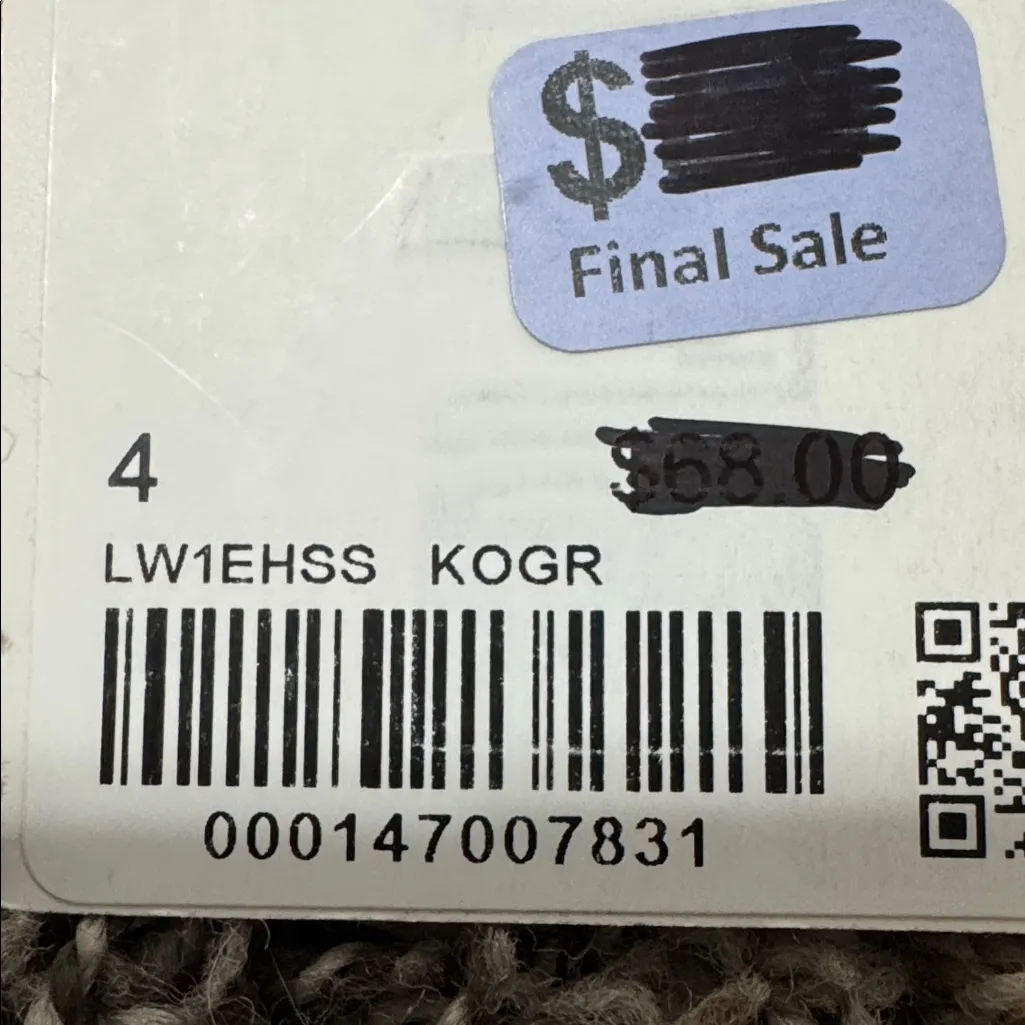 $
Final Sale
$68.00
4
LW1EHSS KOGR
000147007831